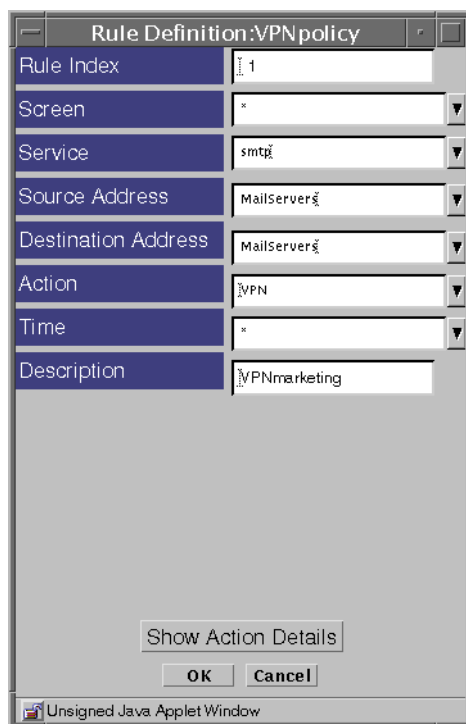 Rule Definition:VPNpolicy
Rule Index 1
Screen *
Service smtp
Source Address MailServers
Destination Address MailServers
Action VPN
Time *
Description VPNmarketing
Show Action Details
OK Cancel
Unsigned Java Applet Window